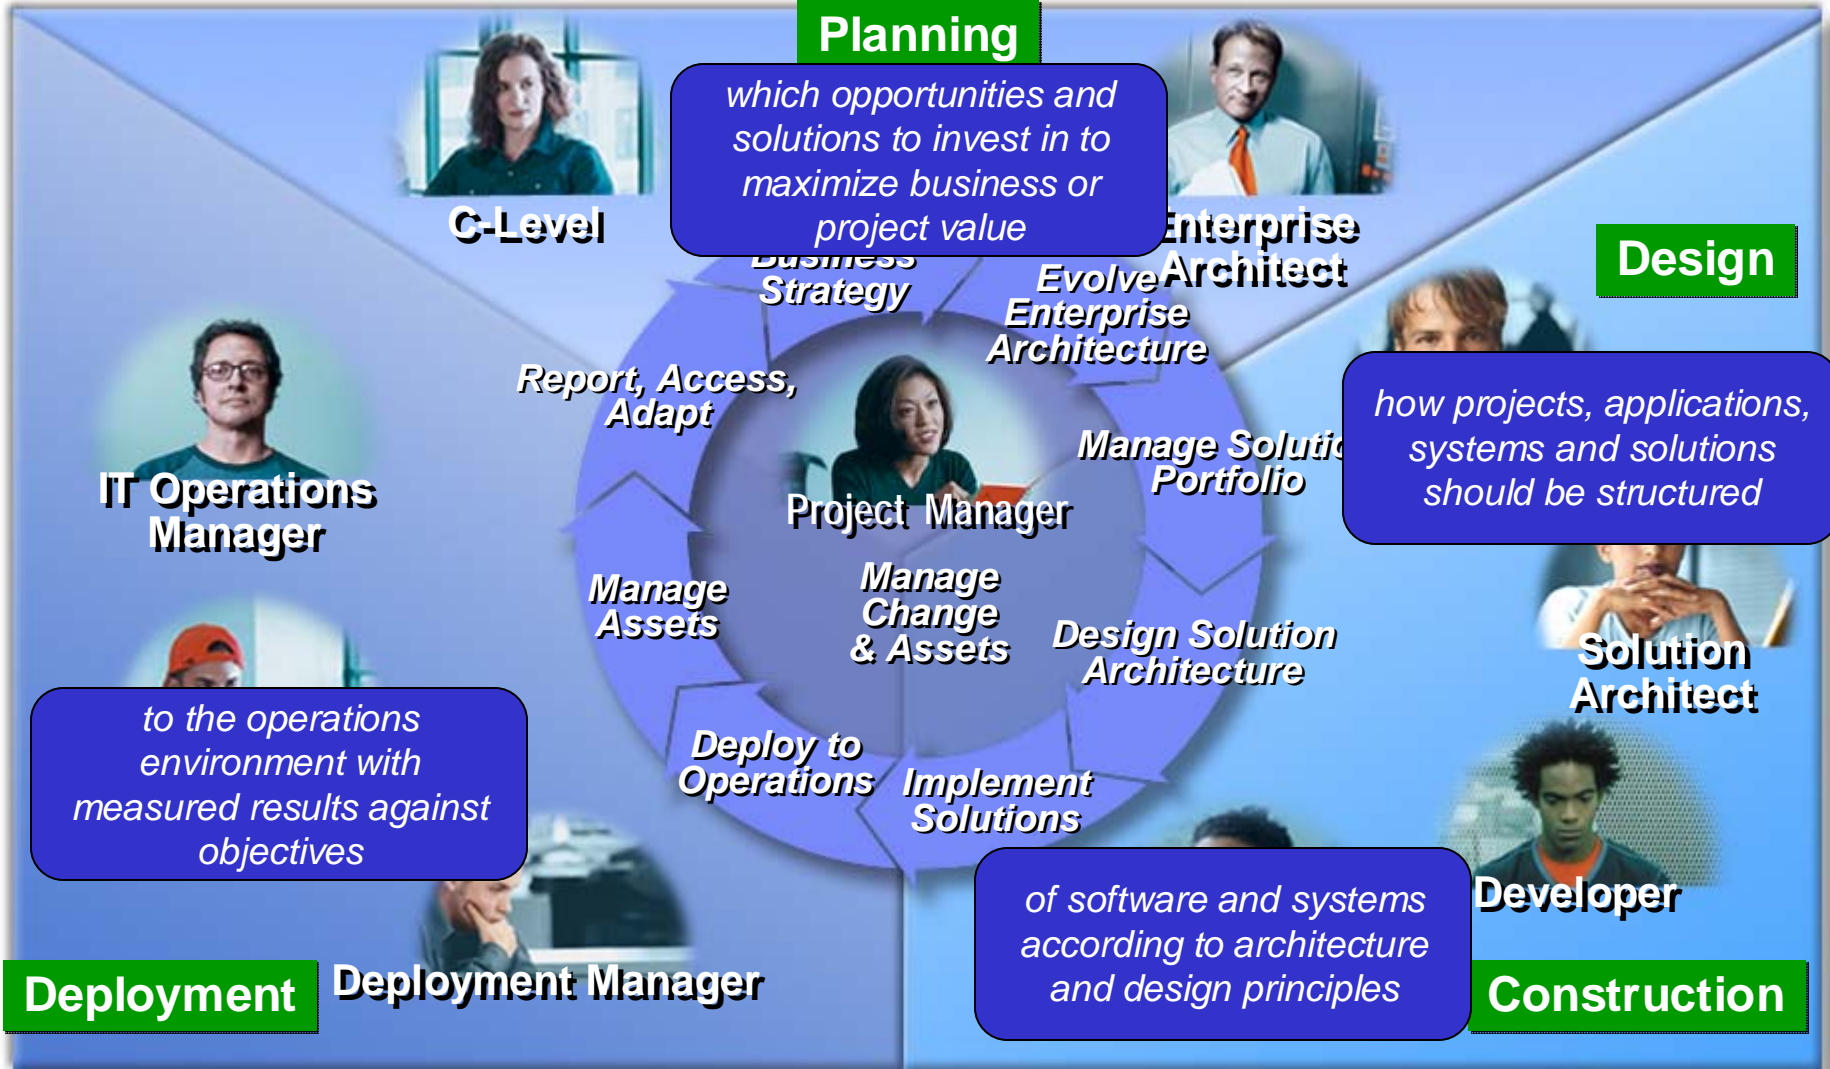 Planning
which opportunities and
solutions to invest in to
maximize business or
project value
C-Level
Enterprise
Architect
Design
Business
Strategy
Evolve
Enterprise
Architecture
Report, Access,
Adapt
how projects, applications,
systems and solutions
should be structured
Manage
Portfolio
IT Operations
Manager
Project Manager
Manage
Assets
Manage
Change
& Assets
Design Solution
Architecture
Solution
Architect
to the operations
environment with
measured results against
objectives
Deploy to
Operations
Implement
Solutions
Developer
of software and systems
according to architecture
and design principles
Deployment
Deployment Manager
Construction